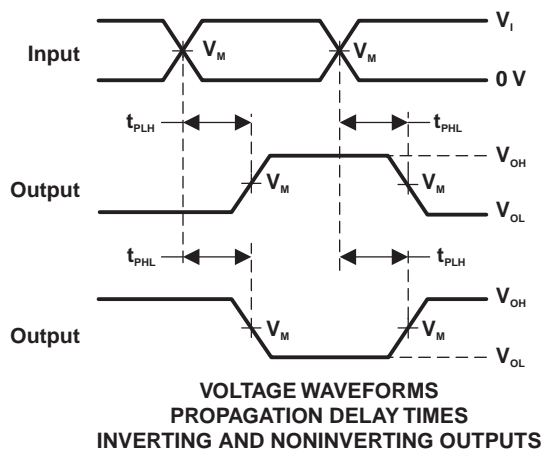 V_I
Input
V_M
V_M
0 V
t_PLH
t_PHL
V_OH
Output
V_M
V_M
V_OL
t_PHL
t_PLH
V_OH
Output
V_M
V_M
V_OL
VOLTAGE WAVEFORMS
PROPAGATION DELAY TIMES
INVERTING AND NONINVERTING OUTPUTS